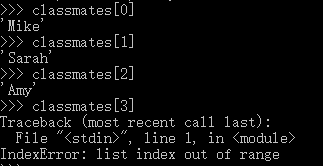 >>> classmates[0]
'Mike'
>>> classmates[1]
'Sarah'
>>> classmates[2]
'Amy'
>>> classmates[3]
Traceback (most recent call last):
  File "<stdin>", line 1, in <module>
IndexError: list index out of range
>>>